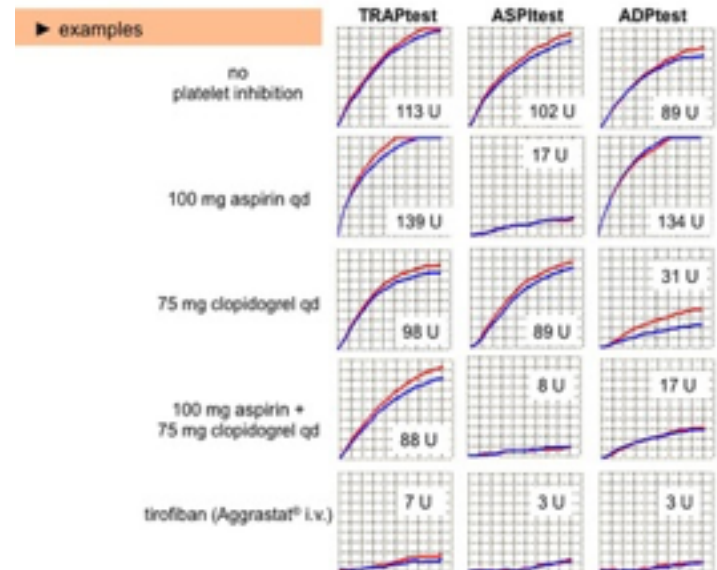 TRAPtest ASPItest ADPtest
► examples
no
platelet inhibition
113 U 102 U 89 U
100 mg aspirin qd
139 U 17 U 134 U
75 mg clopidogrel qd
98 U 89 U 31 U
100 mg aspirin +
75 mg clopidogrel qd
88 U 8 U 17 U
tirofiban (Aggrastat® i.v.)
7 U 3 U 3 U